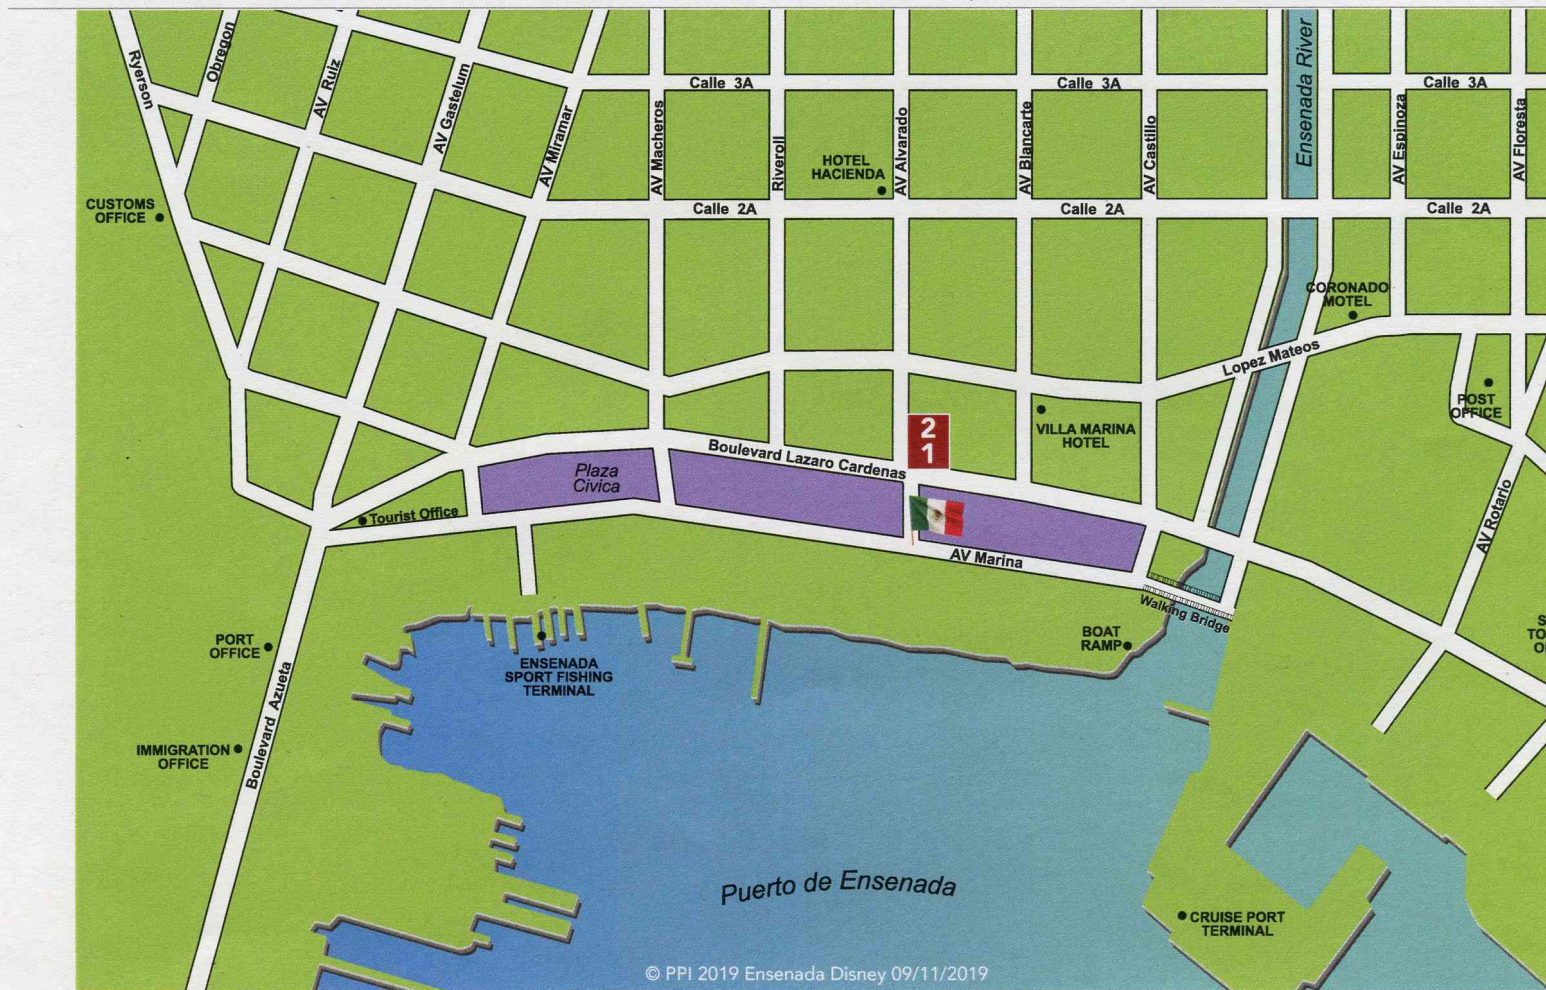 Ryerson
Obregon
AV Ruiz
AV Gastelum
AV Miramar
AV Macheros
Riveroll
AV Alvarado
AV Blancarte
AV Castillo
Ensenada River
AV Espinoza
AV Floresta
Calle 3A
Calle 3A
Calle 3A
HOTEL
HACIENDA
CUSTOMS
OFFICE
Calle 2A
Calle 2A
Calle 2A
CORONADO
MOTEL
Lopez Mateos
POST
OFFICE
2
1
VILLA MARINA
HOTEL
Boulevard Lazaro Cardenas
Plaza
Civica
Tourist Office
AV Marina
AV Rotario
Walking Bridge
BOAT
RAMP
PORT
OFFICE
ENSENADA
SPORT FISHING
TERMINAL
Boulevard Azueta
IMMIGRATION
OFFICE
Puerto de Ensenada
CRUISE PORT
TERMINAL
© PPI 2019 Ensenada Disney 09/11/2019